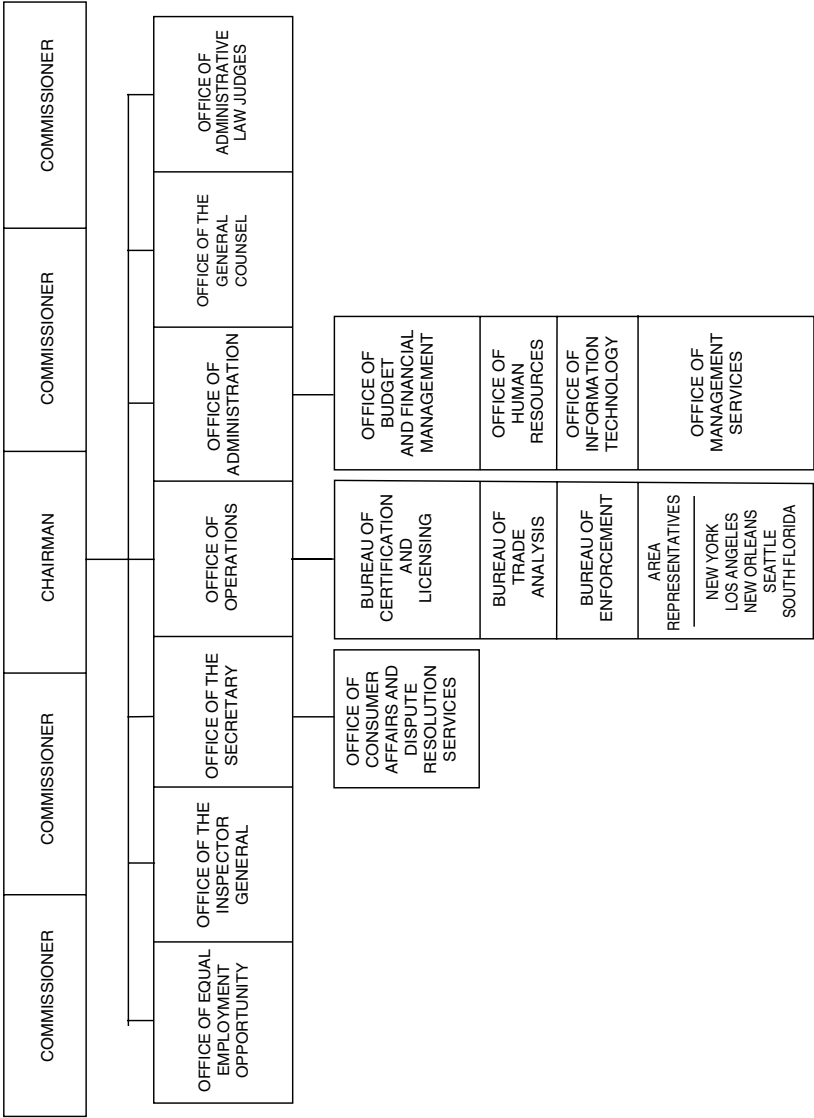 COMMISSIONER
COMMISSIONER
CHAIRMAN
COMMISSIONER
COMMISSIONER
OFFICE OF EQUAL
EMPLOYMENT
OPPORTUNITY
OFFICE OF THE
INSPECTOR
GENERAL
OFFICE OF THE
SECRETARY
OFFICE OF
OPERATIONS
OFFICE OF
ADMINISTRATION
OFFICE OF THE
GENERAL
COUNSEL
OFFICE OF
ADMINISTRATIVE
LAW JUDGES
OFFICE OF
CONSUMER
AFFAIRS AND
DISPUTE
RESOLUTION
SERVICES
BUREAU OF
CERTIFICATION
AND
LICENSING
BUREAU OF
TRADE
ANALYSIS
BUREAU OF
ENFORCEMENT
AREA
REPRESENTATIVES
NEW YORK
LOS ANGELES
NEW ORLEANS
SEATTLE
SOUTH FLORIDA
OFFICE OF
BUDGET
AND FINANCIAL
MANAGEMENT
OFFICE OF
HUMAN
RESOURCES
OFFICE OF
INFORMATION
TECHNOLOGY
OFFICE OF
MANAGEMENT
SERVICES